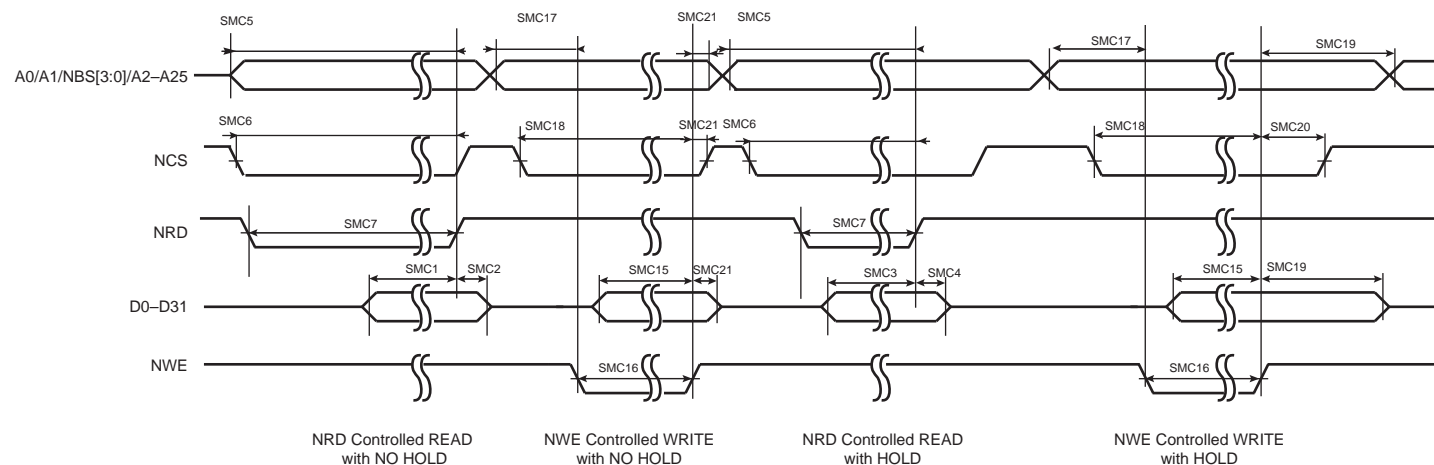 SMC5 SMC17 SMC21 SMC5
A0/A1/NBS[3:0]/A2–A25 SMC17 SMC19
SMC6 SMC18 SMC21 SMC6 SMC18 SMC20
NCS
NRD SMC7 SMC7
SMC1 SMC2 SMC15 SMC21 SMC3 SMC4 SMC15 SMC19
D0–D31
NWE SMC16 SMC16
NRD Controlled READ
with NO HOLD
NWE Controlled WRITE
with NO HOLD
NRD Controlled READ
with HOLD
NWE Controlled WRITE
with HOLD